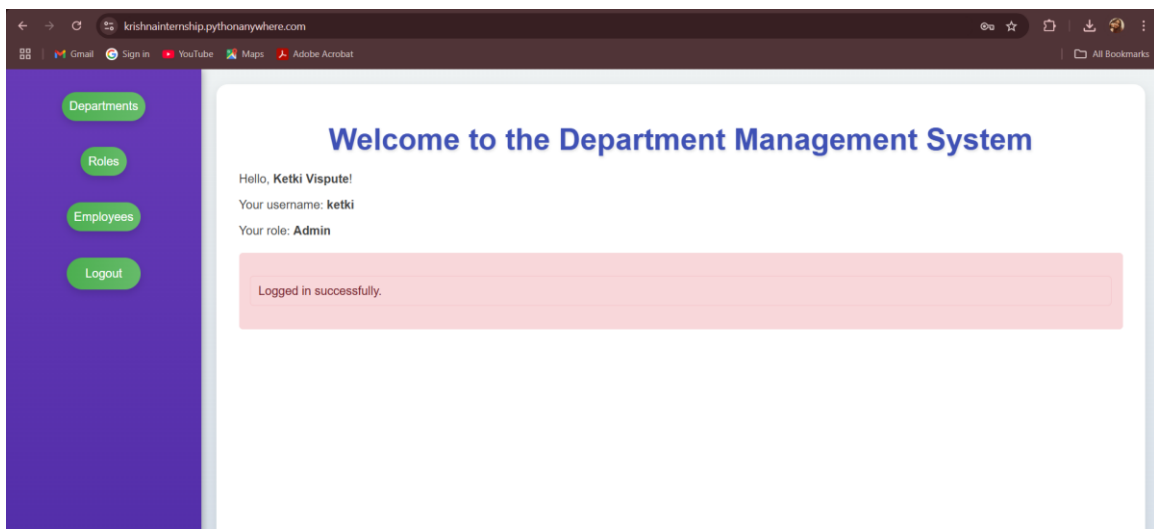 krishnainternship.pythonanywhere.com
Gmail Sign in YouTube Maps Adobe Acrobat All Bookmarks
Departments
Roles
Employees
Logout
Welcome to the Department Management System
Hello, Ketki Vispute!
Your username: ketki
Your role: Admin
Logged in successfully.